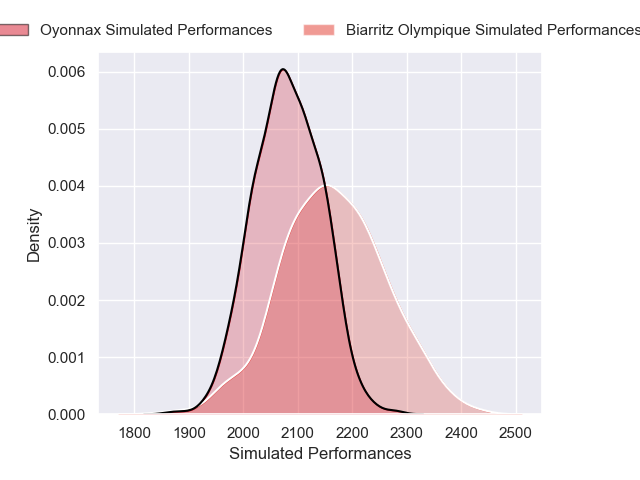 Oyonnax Simulated Performances
Biarritz Olympique Simulated Performances
0.006
0.005
0.004
0.003
0.002
0.001
0.000
Density
1800 1900 2000 2100 2200 2300 2400 2500
Simulated Performances